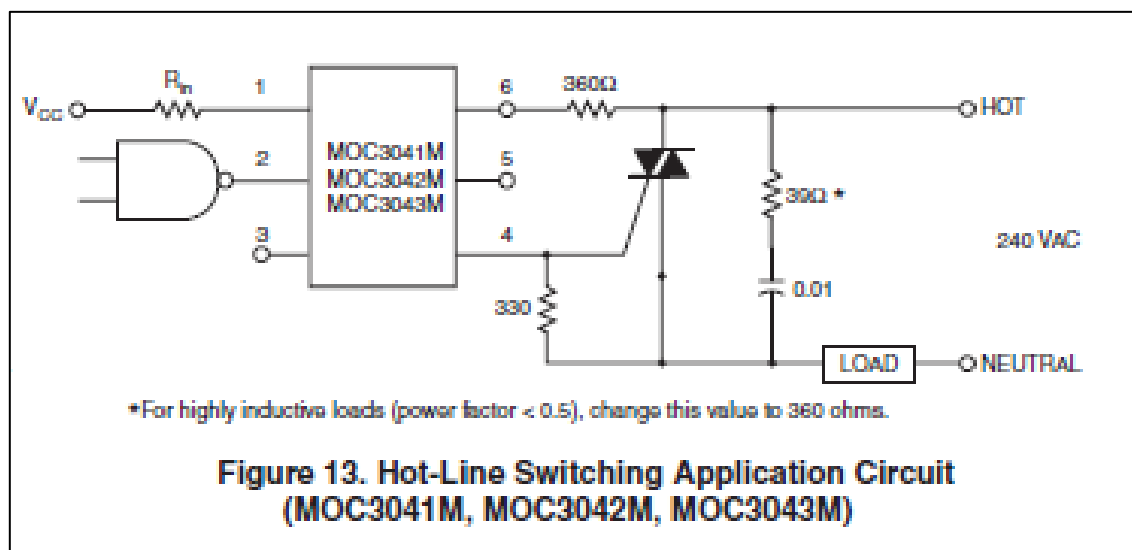 R_in
1
V_CC
MOC3041M
MOC3042M
MOC3043M
2
3
6
5
4
360Ω
HOT
39Ω *
240 VAC
330
0.01
LOAD
NEUTRAL
*For highly inductive loads (power factor < 0.5), change this value to 360 ohms.
Figure 13. Hot-Line Switching Application Circuit
(MOC3041M, MOC3042M, MOC3043M)